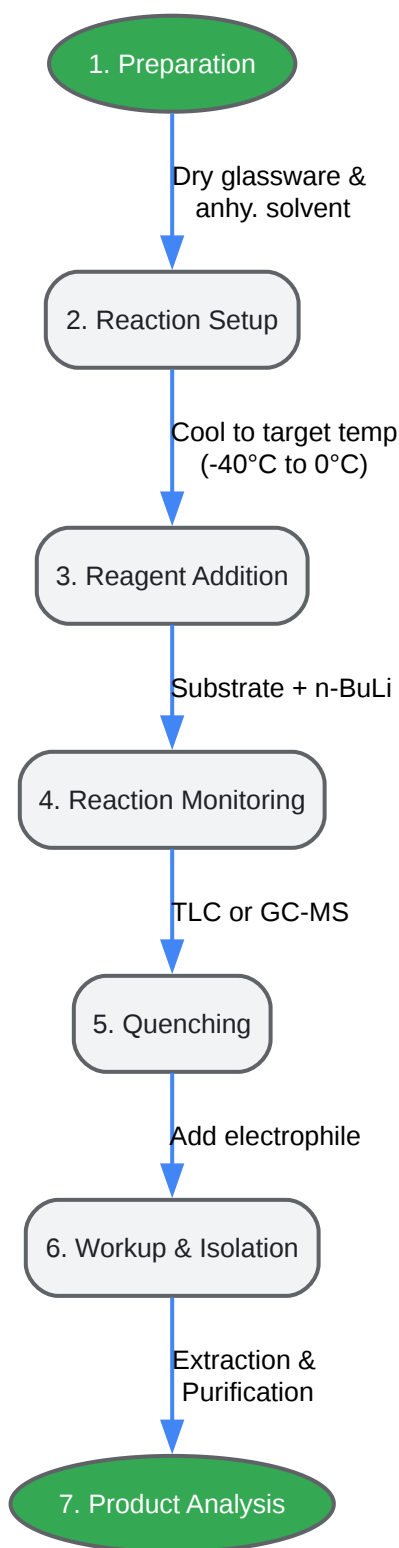 1. Preparation
Dry glassware &
anhy. solvent
2. Reaction Setup
Cool to target temp
(-40°C to 0°C)
3. Reagent Addition
Substrate + n-BuLi
4. Reaction Monitoring
TLC or GC-MS
5. Quenching
Add electrophile
6. Workup & Isolation
Extraction &
Purification
7. Product Analysis